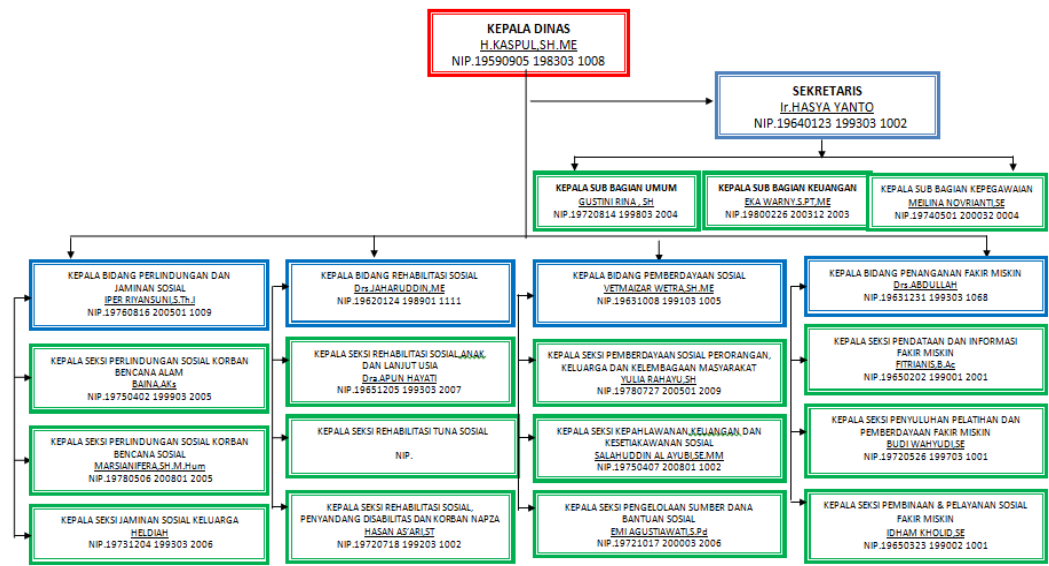 KEPALA DINAS
H.KASPUL,SH.ME
NIP.19590905 198303 1008
SEKRETARIS
Ir.HASYA YANTO
NIP.19640123 199303 1002
KEPALA SUB BAGIAN UMUM
GUSTINI RINA , SH
NIP.19720814 199803 2004
KEPALA SUB BAGIAN KEUANGAN
EKA WARNY.S.PT,ME
NIP.19800226 200312 2003
KEPALA SUB BAGIAN KEPEGAWAIAN
MEILINA NOVRIANTI,SE
NIP.19740501 200032 0004
KEPALA BIDANG PERLINDUNGAN DAN
JAMINAN SOSIAL
IPER RIYANSUNI,S.Th.I
NIP.19760816 200501 1009
KEPALA SEKSI PERLINDUNGAN SOSIAL KORBAN
BENCANA ALAM
BAINA,AKs
NIP.19750402 199903 2005
KEPALA SEKSI PERLINDUNGAN SOSIAL KORBAN
BENCANA SOSIAL
MARSIANIFERA,SH.M.Hum
NIP.19780506 200801 2005
KEPALA SEKSI JAMINAN SOSIAL KELUARGA
HELDIAH
NIP.19731204 199303 2006
KEPALA BIDANG REHABILITASI SOSIAL
Drs.JAHARUDDIN,ME
NIP.19620124 198901 1111
KEPALA SEKSI REHABILITASI SOSIAL,ANAK
DAN LANJUT USIA
Dra.APUN HAYATI
NIP.19651205 199303 2007
KEPALA SEKSI REHABILITASI TUNA SOSIAL
NIP.
KEPALA SEKSI REHABILITASI SOSIAL,
PENYANDANG DISABILITAS DAN KORBAN NAPZA
HASAN AS'ARI,ST
NIP.19720718 199203 1002
KEPALA BIDANG PEMBERDAYAAN SOSIAL
VETMAIZAR WETRA,SH.ME
NIP.19631008 199103 1005
KEPALA SEKSI PEMBERDAYAAN SOSIAL PERORANGAN,
KELUARGA DAN KELEMBAGAAN MASYARAKAT
YULIA RAHAYU,SH
NIP.19780727 200501 2009
KEPALA SEKSI KEPAHLAWANAN,KEUANGAN DAN
KESETIAKAWANAN SOSIAL
SALAHUDDIN AL AYUBI,SE.MM
NIP.19750407 200801 1002
KEPALA SEKSI PENGELOLAAN SUMBER DANA
BANTUAN SOSIAL
EMI AGUSTIAWATI,S.Pd
NIP.19721017 200003 2006
KEPALA BIDANG PENANGANAN FAKIR MISKIN
Drs.ABDULLAH
NIP.19631231 199303 1068
KEPALA SEKSI PENDATAAN DAN INFORMASI
FAKIR MISKIN
FITRIANIS,B.Ac
NIP.19650202 199001 2001
KEPALA SEKSI PENYULUHAN PELATIHAN DAN
PEMBERDAYAAN FAKIR MISKIN
BUDI WAHYUDI,SE
NIP.19720526 199703 1001
KEPALA SEKSI PEMBINAAN & PELAYANAN SOSIAL
FAKIR MISKIN
IDHAM KHOLID,SE
NIP.19650323 199002 1001